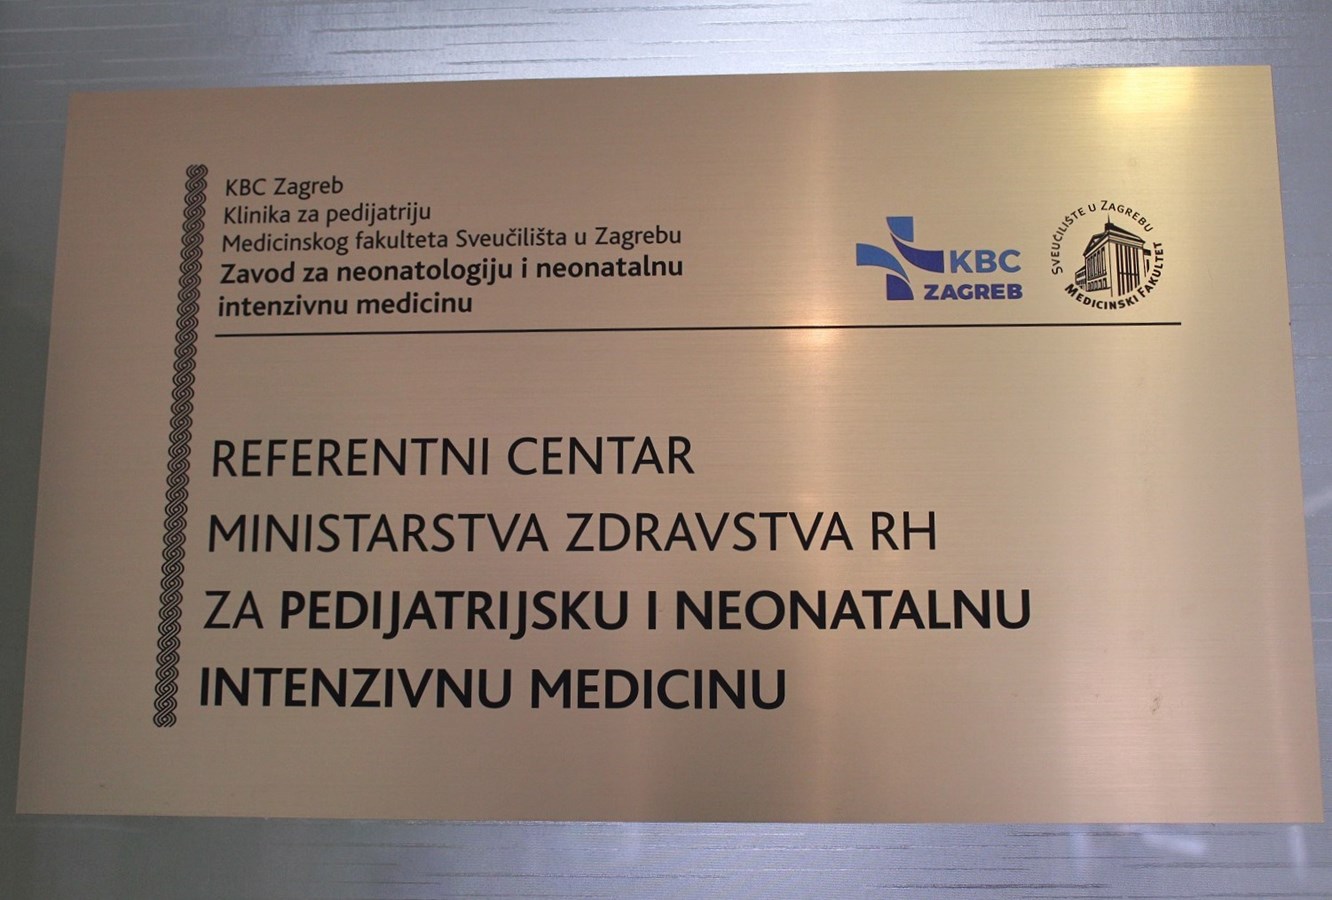 KBC Zagreb
Klinika za pedijatriju
Medicinskog fakulteta Sveučilišta u Zagrebu
Zavod za neonatologiju i neonatalnu
intenzivnu medicinu
KBC
ZAGREB
SVEUČILIŠTE U ZAGREBU
MEDICINSKI FAKULTET
REFERENTNI CENTAR
MINISTARSTVA ZDRAVSTVA RH
ZA PEDIJATRIJSKU I NEONATALNU
INTENZIVNU MEDICINU